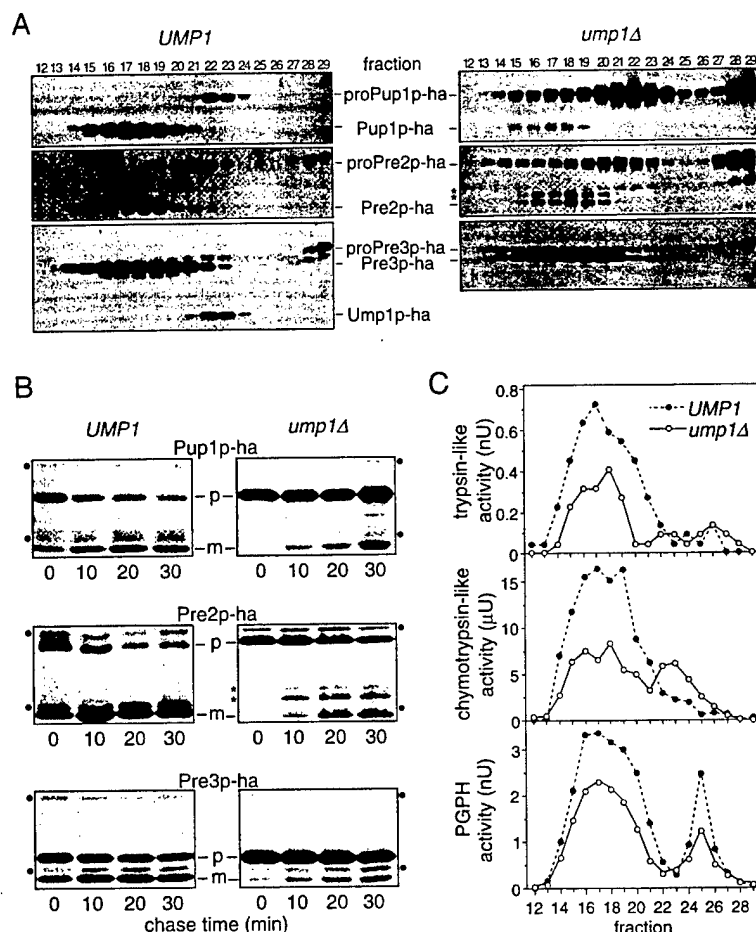 A
UMP1
ump1Δ
12 13 14 15 16 17 18 19 20 21 22 23 24 25 26 27 28 29
fraction
12 13 14 15 16 17 18 19 20 21 22 23 24 25 26 27 28 29
proPup1p-ha
Pup1p-ha
proPre2p-ha
**
Pre2p-ha
proPre3p-ha
Pre3p-ha
Ump1p-ha
B
UMP1
ump1Δ
Pup1p-ha
p
m
0 10 20 30
0 10 20 30
Pre2p-ha
p
*
*
m
0 10 20 30
0 10 20 30
Pre3p-ha
p
m
0 10 20 30
0 10 20 30
chase time (min)
C
UMP1
ump1Δ
trypsin-like
activity (nU)
0.8
0.6
0.4
0.2
0
chymotrypsin-like
activity (µU)
15
10
5
0
PGPH
activity (nU)
3
2
1
0
12 14 16 18 20 22 24 26 28
fraction